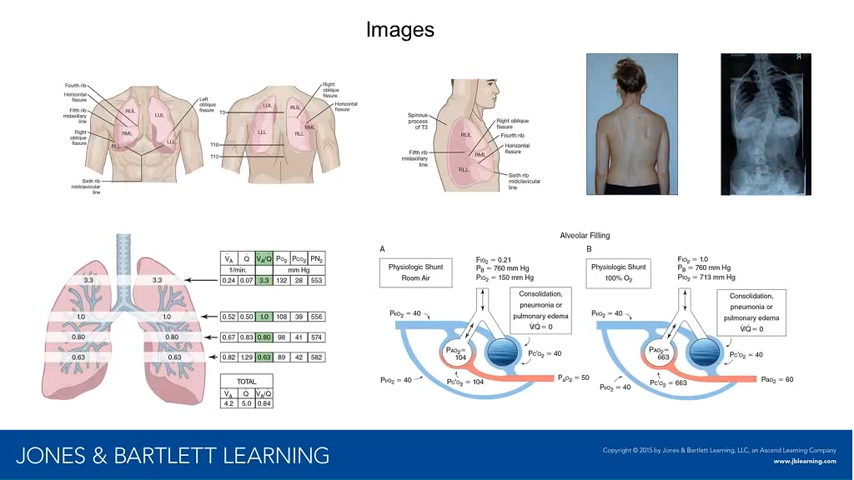 Images
Fourth rib
Horizontal
fissure
Fifth rib
midaxillary
line
Right
oblique
fissure
RUL
LUL
RML
RLL
LLL
Left
oblique
fissure
Sixth rib
midclavicular
line
T3
T10
T12
LUL
RUL
RML
LLL
RLL
Right
oblique
fissure
Horizontal
fissure
Spinous
process
of T3
Fifth rib
midaxillary
line
RUL
RML
RLL
Right oblique
fissure
Fourth rib
Horizontal
fissure
Sixth rib
midclavicular
line
R
3.3 3.3
1.0 1.0
0.80 0.80
0.63 0.63
V̇A Q̇ V̇A/Q̇ PO₂ PCO₂ PN₂
1/min. mm Hg
0.24 0.07 3.3 132 28 553
0.52 0.50 1.0 108 39 556
0.67 0.83 0.80 98 41 574
0.82 1.29 0.63 89 42 582
TOTAL
V̇A Q̇ V̇A/Q̇
4.2 5.0 0.84
Alveolar Filling
A
Physiologic Shunt
Room Air
FIO₂ = 0.21
PB = 760 mm Hg
PIO₂ = 150 mm Hg
Consolidation,
pneumonia or
pulmonary edema
V̇/Q̇ = 0
PvO₂ = 40
PAO₂=
104
Pc'O₂ = 40
PvO₂ = 40
Pc'O₂ = 104
PaO₂ = 50
B
Physiologic Shunt
100% O₂
FIO₂ = 1.0
PB = 760 mm Hg
PIO₂ = 713 mm Hg
Consolidation,
pneumonia or
pulmonary edema
V̇/Q̇ = 0
PvO₂ = 40
PAO₂=
663
Pc'O₂ = 40
PvO₂ = 40
Pc'O₂ = 663
PaO₂ = 60
JONES & BARTLETT LEARNING
Copyright © 2015 by Jones & Bartlett Learning, LLC, an Ascend Learning Company
www.jblearning.com